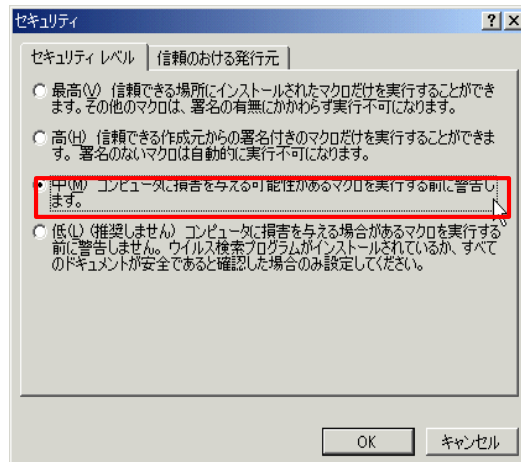 セキュリティ
セキュリティ レベル 信頼のおける発行元
最高(V) 信頼できる場所にインストールされたマクロだけを実行することができ
ます。その他のマクロは、署名の有無にかかわらず実行不可になります。
高(H) 信頼できる作成元からの署名付きのマクロだけを実行することができま
す。署名のないマクロは自動的に実行不可になります。
中(M) コンピュータに損害を与える可能性があるマクロを実行する前に警告し
ます。
低(L) (推奨しません) コンピュータに損害を与える場合があるマクロを実行する
前に警告しません。ウイルス検索プログラムがインストールされているか、すべて
のドキュメントが安全であると確認した場合のみ設定してください。
OK キャンセル